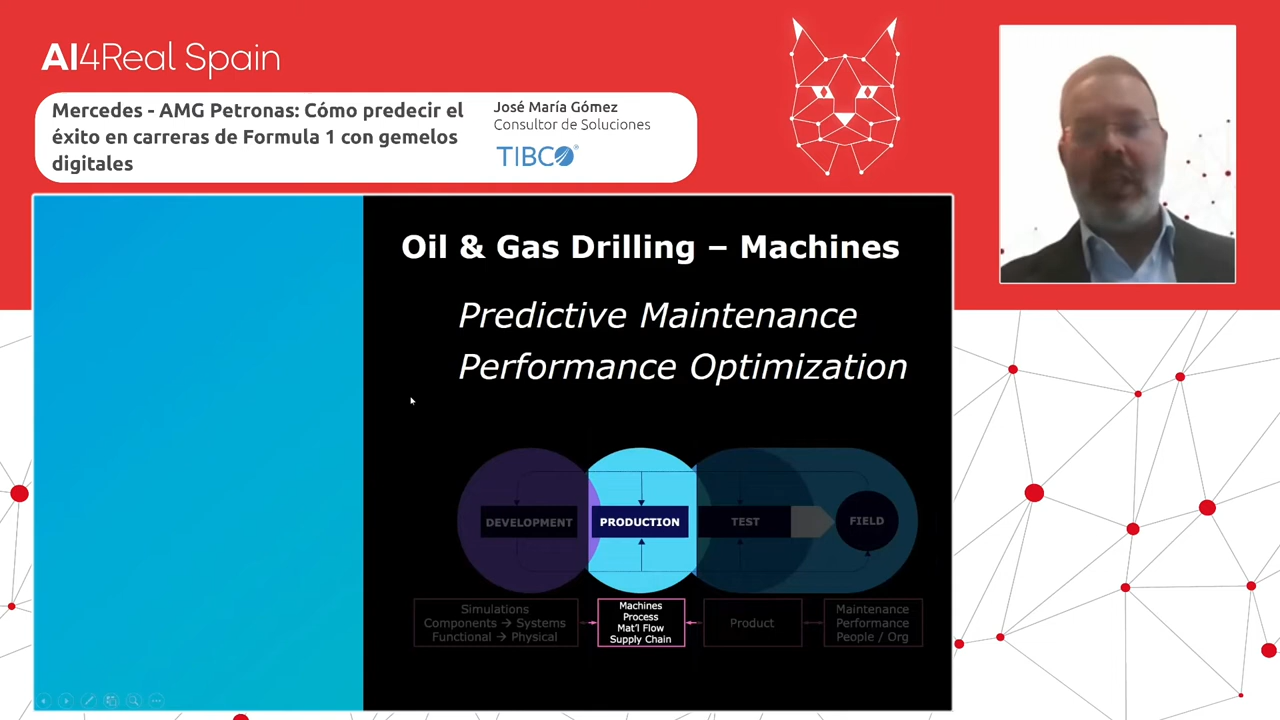 AI4Real Spain
Mercedes - AMG Petronas: Cómo predecir el
éxito en carreras de Formula 1 con gemelos
digitales
José María Gómez
Consultor de Soluciones
TIBCO®
Oil & Gas Drilling – Machines
Predictive Maintenance
Performance Optimization
DEVELOPMENT
PRODUCTION
TEST
FIELD
Simulations
Components → Systems
Functional → Physical
Machines
Process
Mat'l Flow
Supply Chain
Product
Maintenance
Performance
People / Org